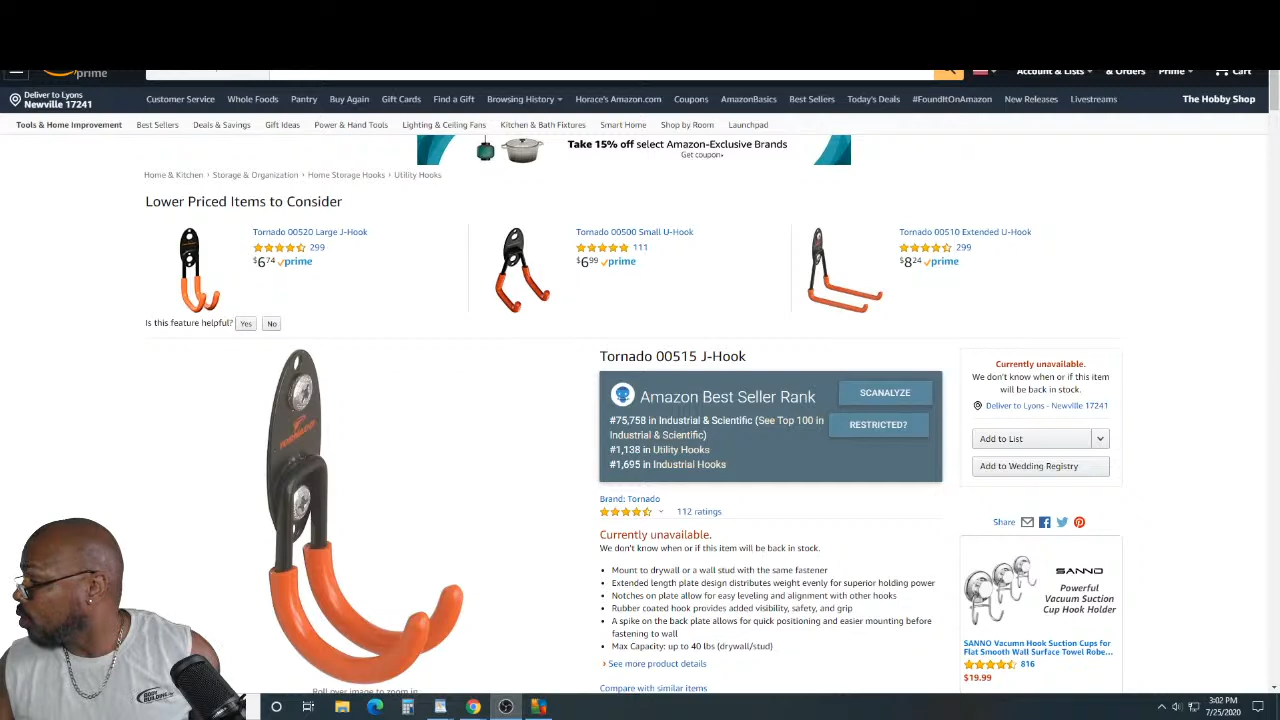 prime
Account & Lists
& Orders
Prime
Cart
Deliver to Lyons
Newville 17241
Customer Service
Whole Foods
Pantry
Buy Again
Gift Cards
Find a Gift
Browsing History
Horace's Amazon.com
Coupons
AmazonBasics
Best Sellers
Today's Deals
#FoundItOnAmazon
New Releases
Livestreams
The Hobby Shop
Tools & Home Improvement
Best Sellers
Deals & Savings
Gift Ideas
Power & Hand Tools
Lighting & Ceiling Fans
Kitchen & Bath Fixtures
Smart Home
Shop by Room
Launchpad
Take 15% off select Amazon-Exclusive Brands
Get coupon›
Home & Kitchen › Storage & Organization › Home Storage Hooks › Utility Hooks
Lower Priced Items to Consider
Tornado 00520 Large J-Hook
299
$6.74 prime
Tornado 00500 Small U-Hook
111
$6.99 prime
Tornado 00510 Extended U-Hook
299
$8.24 prime
Is this feature helpful? Yes No
TORNADO
Roll over image to zoom in
Tornado 00515 J-Hook
Amazon Best Seller Rank
SCANALYZE
RESTRICTED?
#75,758 in Industrial & Scientific (See Top 100 in
Industrial & Scientific)
#1,138 in Utility Hooks
#1,695 in Industrial Hooks
Brand: Tornado
112 ratings
Currently unavailable.
We don't know when or if this item will be back in stock.
• Mount to drywall or a wall stud with the same fastener
• Extended length plate design distributes weight evenly for superior holding power
• Notches on plate allow for easy leveling and alignment with other hooks
• Rubber coated hook provides added visibility, safety, and grip
• A spike on the back plate allows for quick positioning and easier mounting before
fastening to wall
• Max Capacity: up to 40 lbs (drywall/stud)
› See more product details
Compare with similar items
Currently unavailable.
We don't know when or if this item
will be back in stock.
Deliver to Lyons - Newville 17241
Add to List
Add to Wedding Registry
Share
SANNO
Powerful
Vacuum Suction
Cup Hook Holder
SANNO Vacumn Hook Suction Cups for
Flat Smooth Wall Surface Towel Robe...
816
$19.99
3:02 PM
7/25/2020